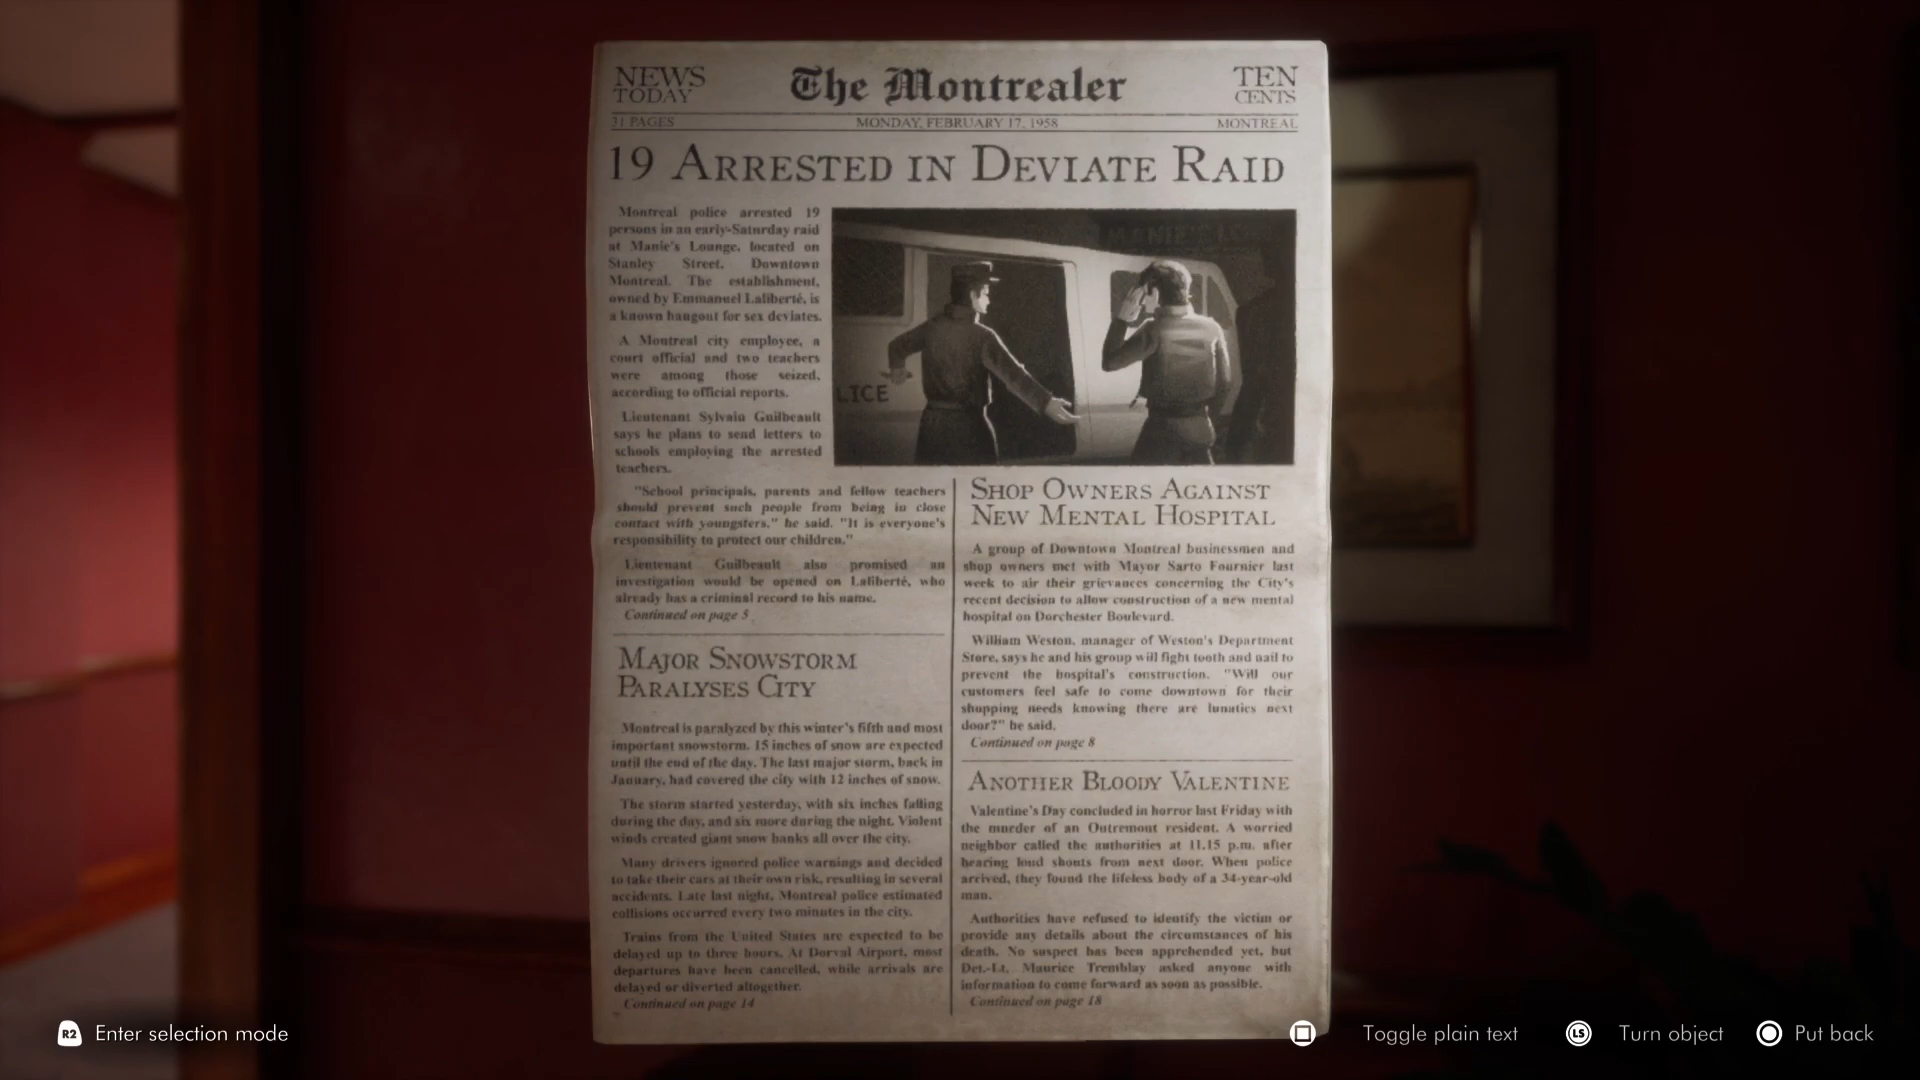 NEWS TODAY
The Montrealer
TEN CENTS
31 PAGES
MONDAY, FEBRUARY 17, 1958
MONTREAL
19 ARRESTED IN DEVIATE RAID
Montreal police arrested 19
persons in an early-Saturday raid
at Manie's Lounge, located on
Stanley Street, Downtown
Montreal. The establishment,
owned by Emmanuel Laliberté, is
a known hangout for sex deviates.
A Montreal city employee, a
court official and two teachers
were among those seized,
according to official reports.
Lieutenant Sylvain Guilbeault
says he plans to send letters to
schools employing the arrested
teachers.
"School principals, parents and fellow teachers
should prevent such people from being in close
contact with youngsters," he said. "It is everyone's
responsibility to protect our children."
Lieutenant Guilbeault also promised an
investigation would be opened on Laliberté, who
already has a criminal record to his name.
Continued on page 5
MANIE'S
LICE
MAJOR SNOWSTORM
PARALYSES CITY
Montreal is paralyzed by this winter's fifth and most
important snowstorm. 15 inches of snow are expected
until the end of the day. The last major storm, back in
January, had covered the city with 12 inches of snow.
The storm started yesterday, with six inches falling
during the day, and six more during the night. Violent
winds created giant snow banks all over the city.
Many drivers ignored police warnings and decided
to take their cars at their own risk, resulting in several
accidents. Late last night, Montreal police estimated
collisions occurred every two minutes in the city.
Trains from the United States are expected to be
delayed up to three hours. At Dorval Airport, most
departures have been cancelled, while arrivals are
delayed or diverted altogether.
Continued on page 14
SHOP OWNERS AGAINST
NEW MENTAL HOSPITAL
A group of Downtown Montreal businessmen and
shop owners met with Mayor Sarto Fournier last
week to air their grievances concerning the City's
recent decision to allow construction of a new mental
hospital on Dorchester Boulevard.
William Weston, manager of Weston's Department
Store, says he and his group will fight tooth and nail to
prevent the hospital's construction. "Will our
customers feel safe to come downtown for their
shopping needs knowing there are lunatics next
door?" he said.
Continued on page 8
ANOTHER BLOODY VALENTINE
Valentine's Day concluded in horror last Friday with
the murder of an Outremont resident. A worried
neighbor called the authorities at 11.15 p.m. after
hearing loud shouts from next door. When police
arrived, they found the lifeless body of a 34-year-old
man.
Authorities have refused to identify the victim or
provide any details about the circumstances of his
death. No suspect has been apprehended yet, but
Det.-Lt. Maurice Tremblay asked anyone with
information to come forward as soon as possible.
Continued on page 18
R2 Enter selection mode
Toggle plain text
LS Turn object
Put back